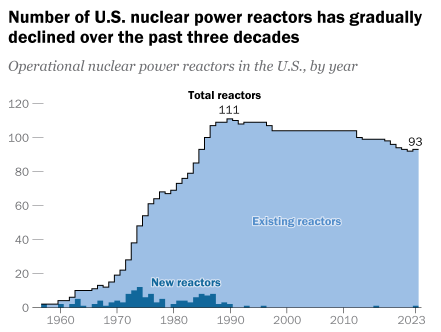 Number of U.S. nuclear power reactors has gradually
declined over the past three decades
Operational nuclear power reactors in the U.S., by year
Total reactors
120
111
100
93
80
60
Existing reactors
40
New reactors
20
0
1960 1970 1980 1990 2000 2010 2023